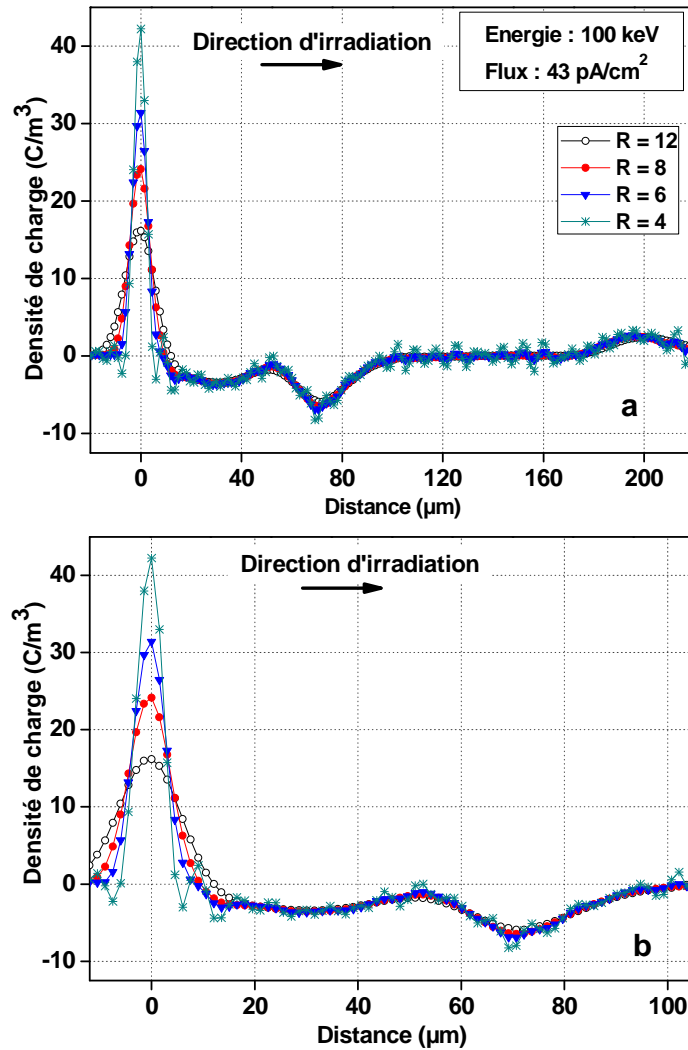 Direction d'irradiation
Energie : 100 keV
Flux : 43 pA/cm²
R = 12
R = 8
R = 6
R = 4
Densité de charge (C/m³)
40
30
20
10
0
-10
a
0 40 80 120 160 200
Distance (µm)
Direction d'irradiation
Densité de charge (C/m³)
40
30
20
10
0
-10
b
0 20 40 60 80 100
Distance (µm)